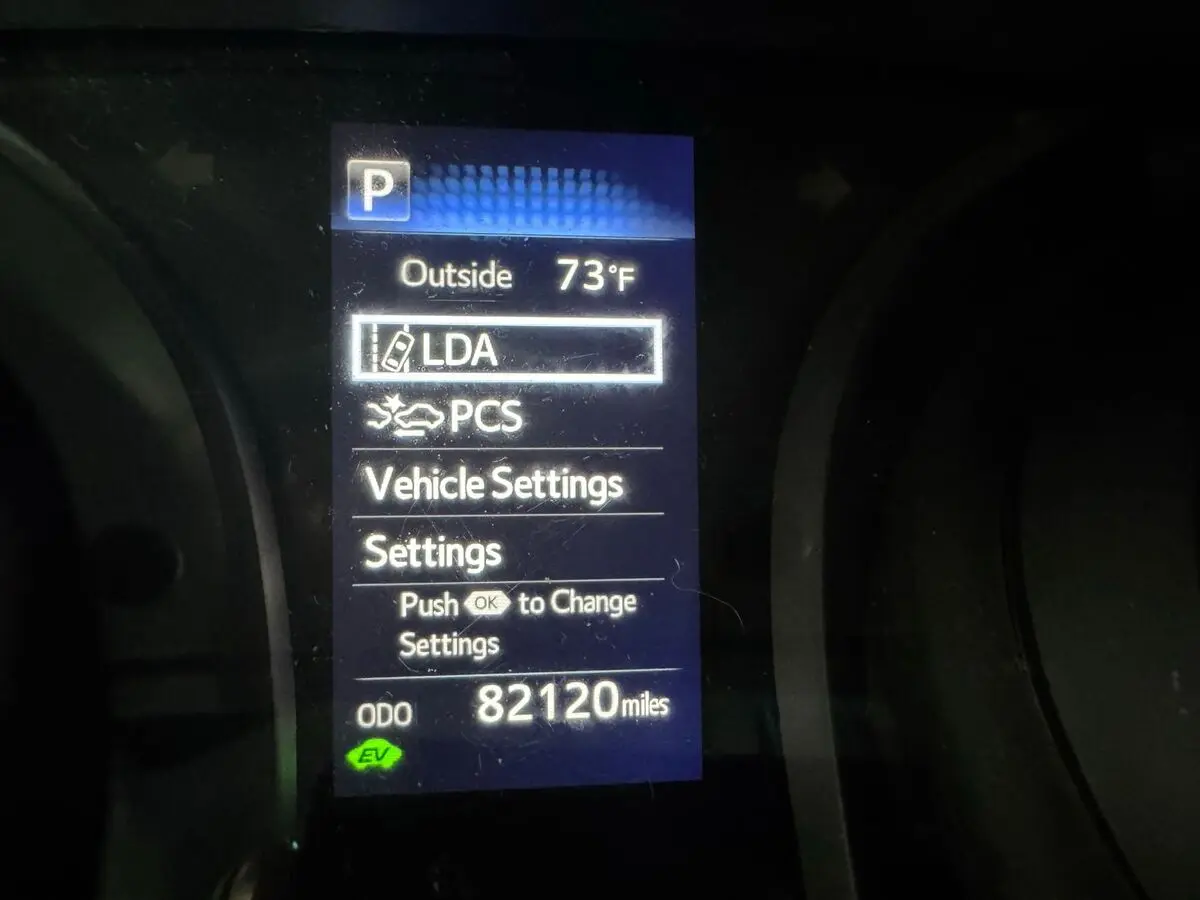 P
Outside 73°F
LDA
PCS
Vehicle Settings
Settings
Push OK to Change
Settings
ODO 82120 miles
EV